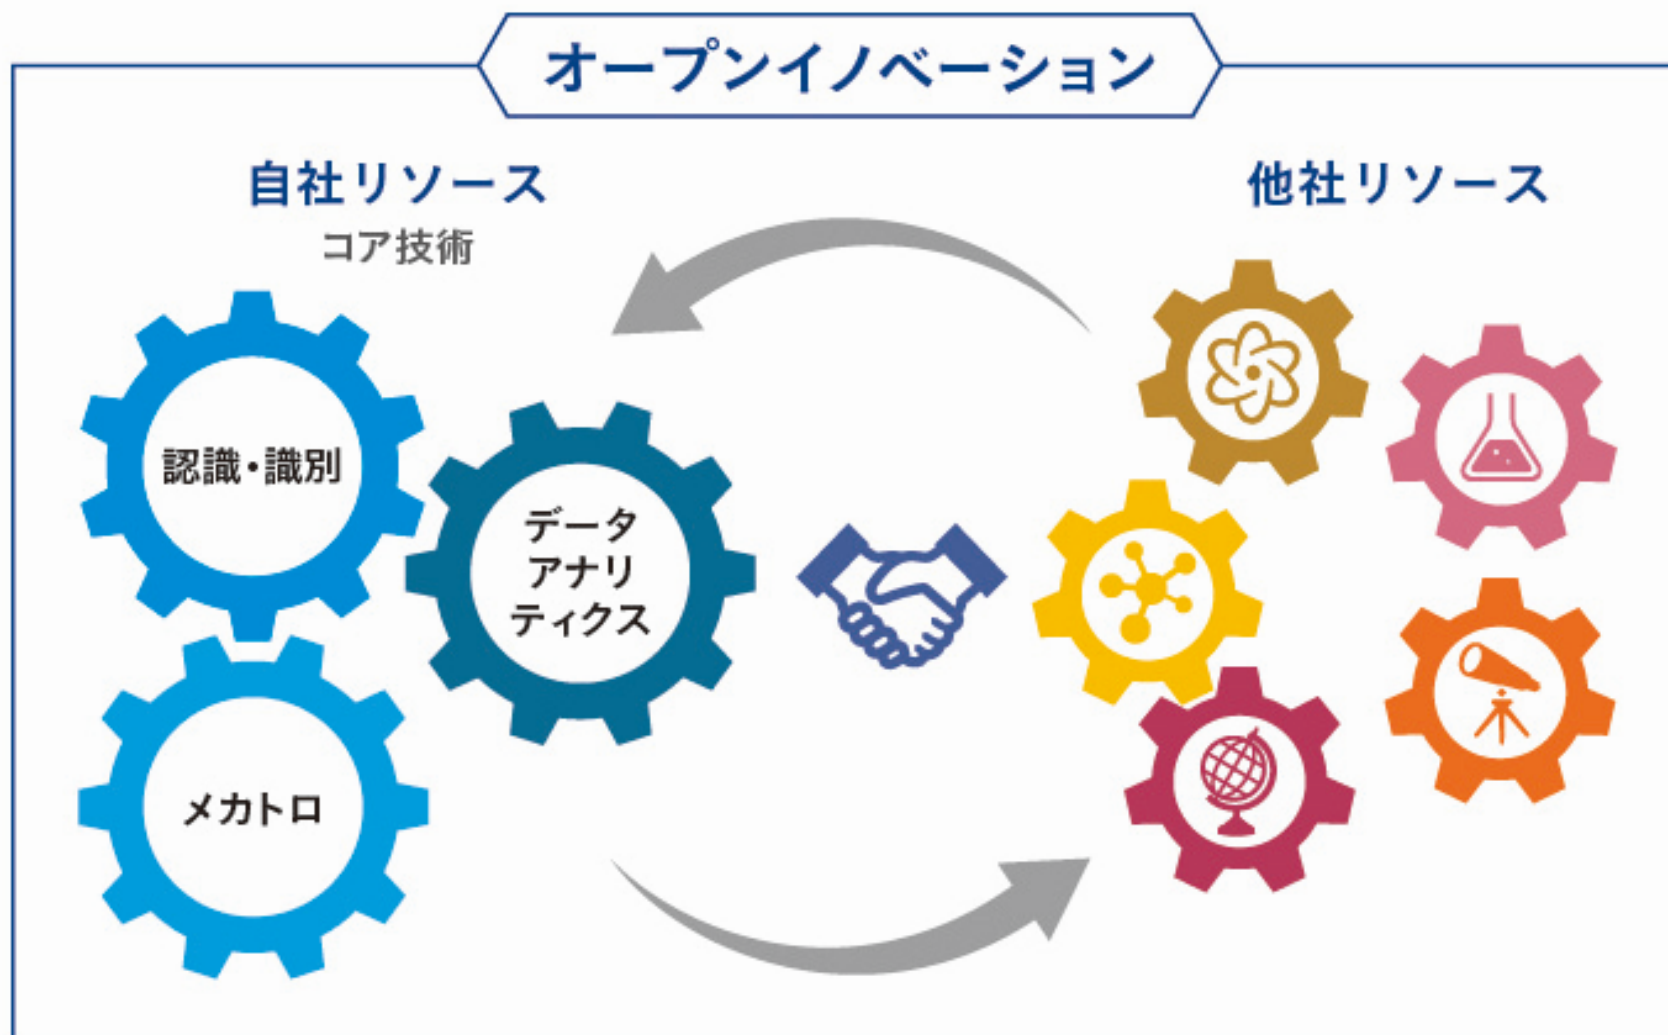 オープンイノベーション
自社リソース
コア技術
他社リソース
認識・識別
データ
アナリ
ティクス
メカトロ